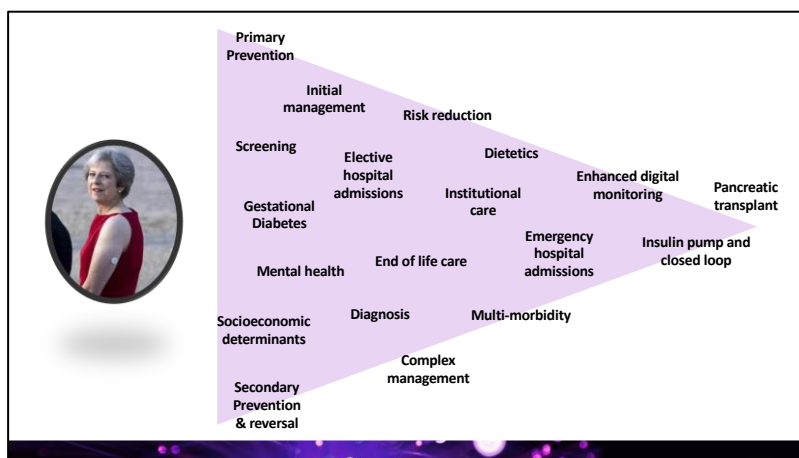 Primary
Prevention
Initial
management
Risk reduction
Screening
Elective
hospital
admissions
Dietetics
Enhanced digital
monitoring
Pancreatic
transplant
Gestational
Diabetes
Institutional
care
Emergency
hospital
admissions
Insulin pump and
closed loop
Mental health
End of life care
Socioeconomic
determinants
Diagnosis
Multi-morbidity
Complex
management
Secondary
Prevention
& reversal